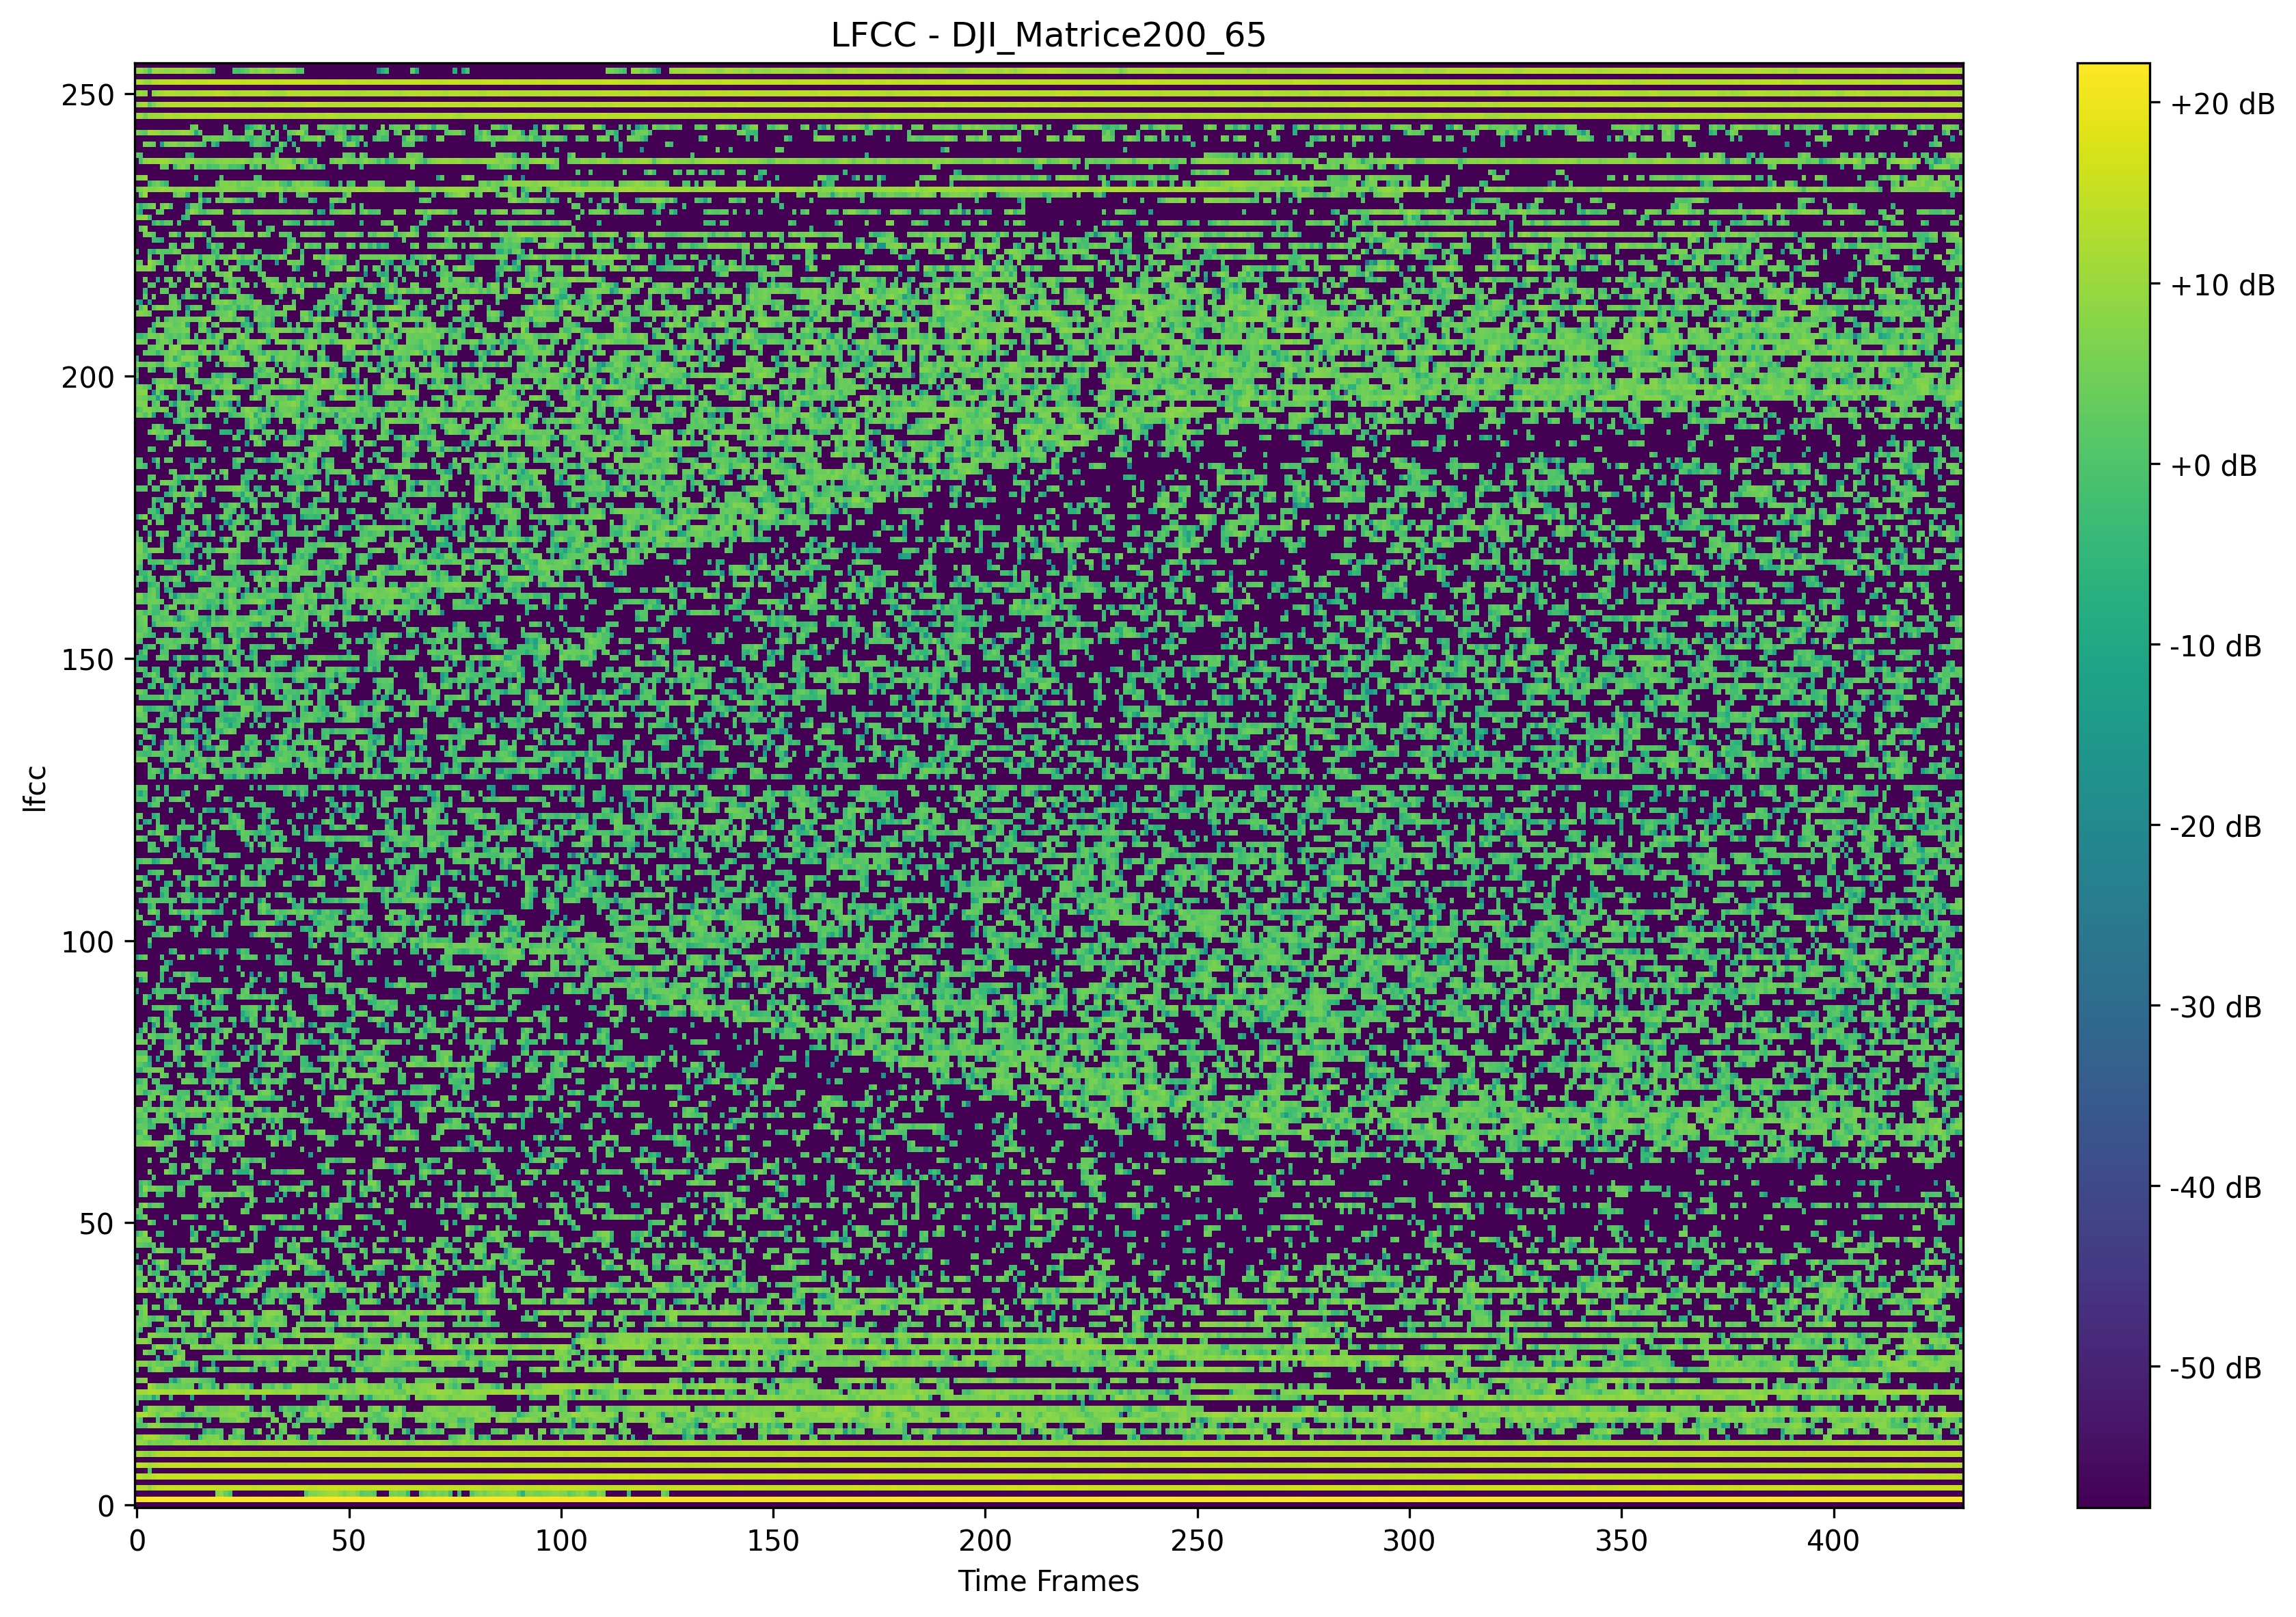 LFCC - DJI_Matrice200_65
250
200
150
100
50
0
lfcc
0 50 100 150 200 250 300 350 400
Time Frames
+20 dB
+10 dB
+0 dB
-10 dB
-20 dB
-30 dB
-40 dB
-50 dB